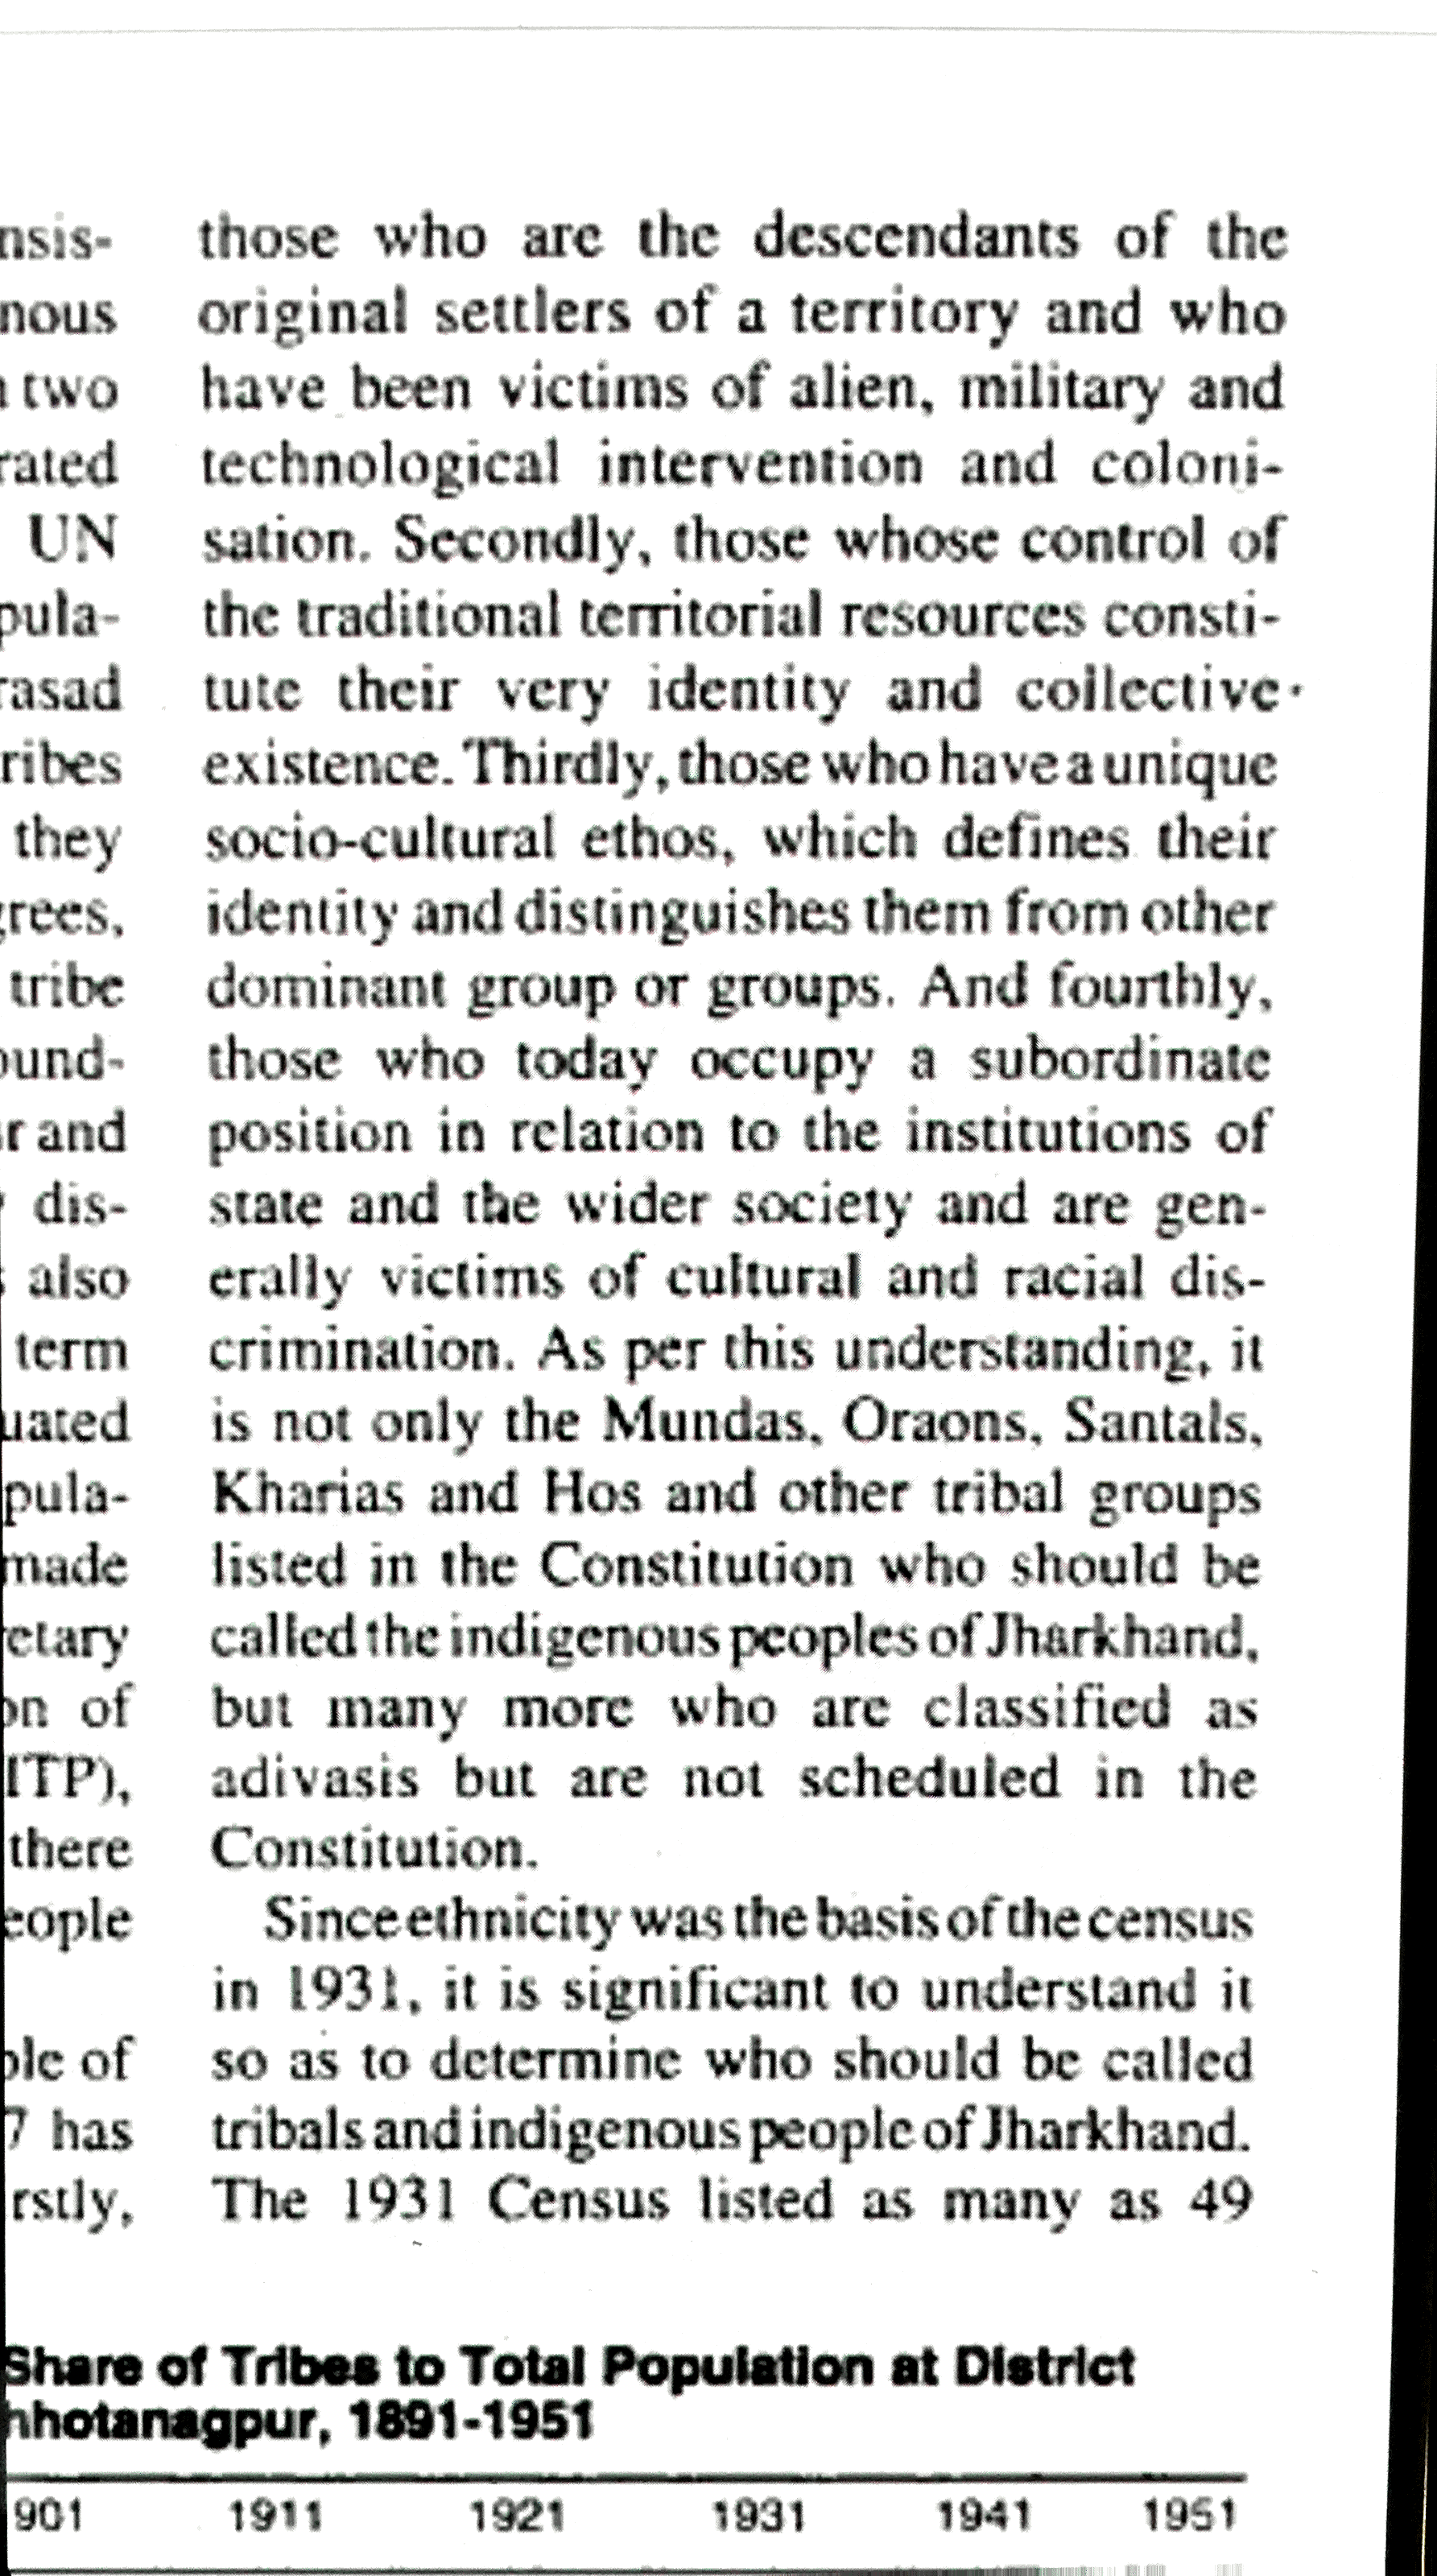 nsis-
nous
two
rated
UN
pula-
rasad
ribes
they
grees,
tribe
ound-
r and
dis-
also
term
uated
pula-
made
etary
on of
ITP),
there
eople
ple of
7 has
rstly,
those who are the descendants of the
original settlers of a territory and who
have been victims of alien, military and
technological intervention and coloni-
sation. Secondly, those whose control of
the traditional territorial resources consti-
tute their very identity and collective
existence. Thirdly, those who have a unique
socio-cultural ethos, which defines their
identity and distinguishes them from other
dominant group or groups. And fourthly,
those who today occupy a subordinate
position in relation to the institutions of
state and the wider society and are gen-
erally victims of cultural and racial dis-
crimination. As per this understanding, it
is not only the Mundas, Oraons, Santals,
Kharias and Hos and other tribal groups
listed in the Constitution who should be
called the indigenous peoples of Jharkhand,
but many more who are classified as
adivasis but are not scheduled in the
Constitution.
Since ethnicity was the basis of the census
in 1931, it is significant to understand it
so as to determine who should be called
tribals and indigenous people of Jharkhand.
The 1931 Census listed as many as 49
Share of Tribes to Total Population at District
hhotanagpur, 1891-1951
901 1911 1921 1931 1941 1951